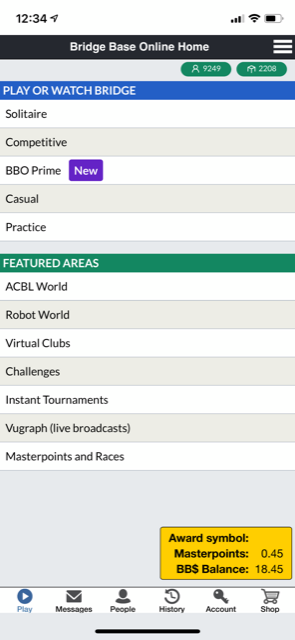 12:34
Bridge Base Online Home
9249 2208
PLAY OR WATCH BRIDGE
Solitaire
Competitive
BBO Prime New
Casual
Practice
FEATURED AREAS
ACBL World
Robot World
Virtual Clubs
Challenges
Instant Tournaments
Vugraph (live broadcasts)
Masterpoints and Races
Award symbol:
Masterpoints: 0.45
BB$ Balance: 18.45
Play Messages People History Account Shop